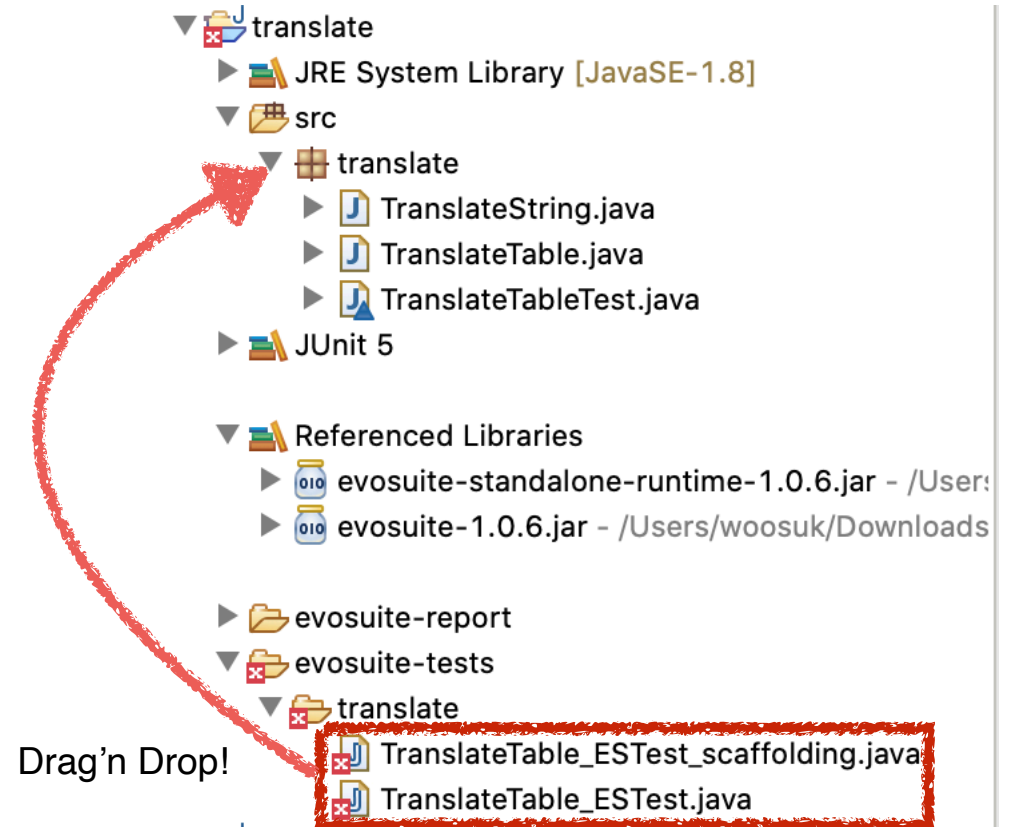 translate
JRE System Library [JavaSE-1.8]
src
translate
TranslateString.java
TranslateTable.java
TranslateTableTest.java
JUnit 5
Referenced Libraries
evosuite-standalone-runtime-1.0.6.jar - /Users
evosuite-1.0.6.jar - /Users/woosuk/Downloads
evosuite-report
evosuite-tests
translate
TranslateTable_ESTest_scaffolding.java
Drag’n Drop!
TranslateTable_ESTest.java